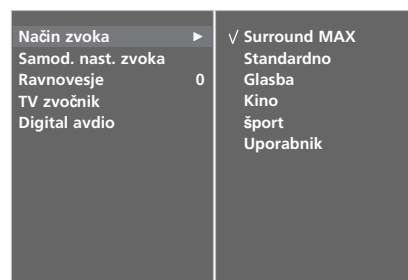 Način zvoka ►
Samod. nast. zvoka
Ravnovesje 0
TV zvočnik
Digital avdio
√ Surround MAX
Standardno
Glasba
Kino
šport
Uporabnik